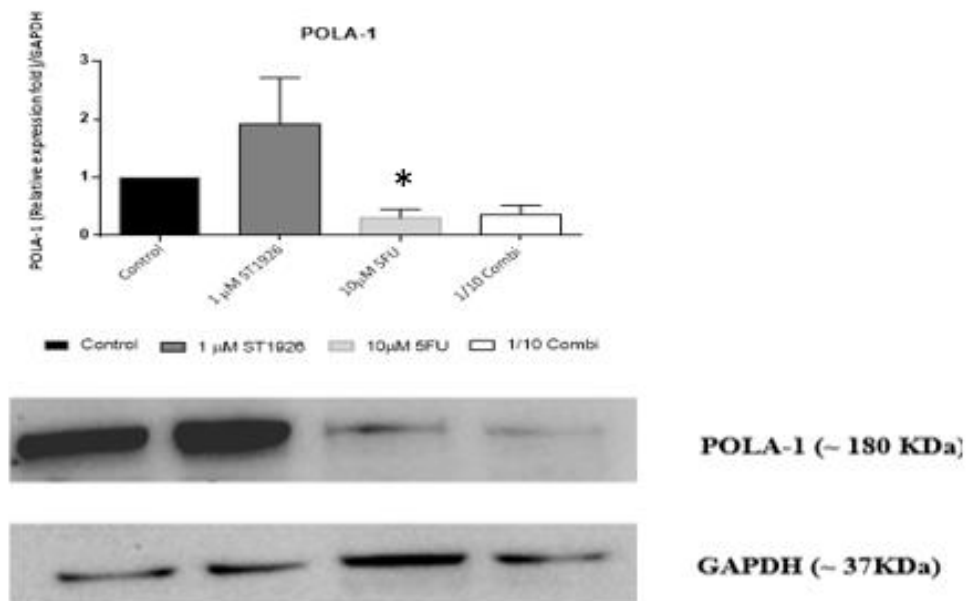 POLA-1
POLA-1 (Relative expression fold)/GAPDH
3
2
1
0
Control
1 µM ST1926
10µM 5FU
1/10 Combi
Control 1 µM ST1926 10µM 5FU 1/10 Combi
*
POLA-1 (~ 180 KDa)
GAPDH (~ 37KDa)